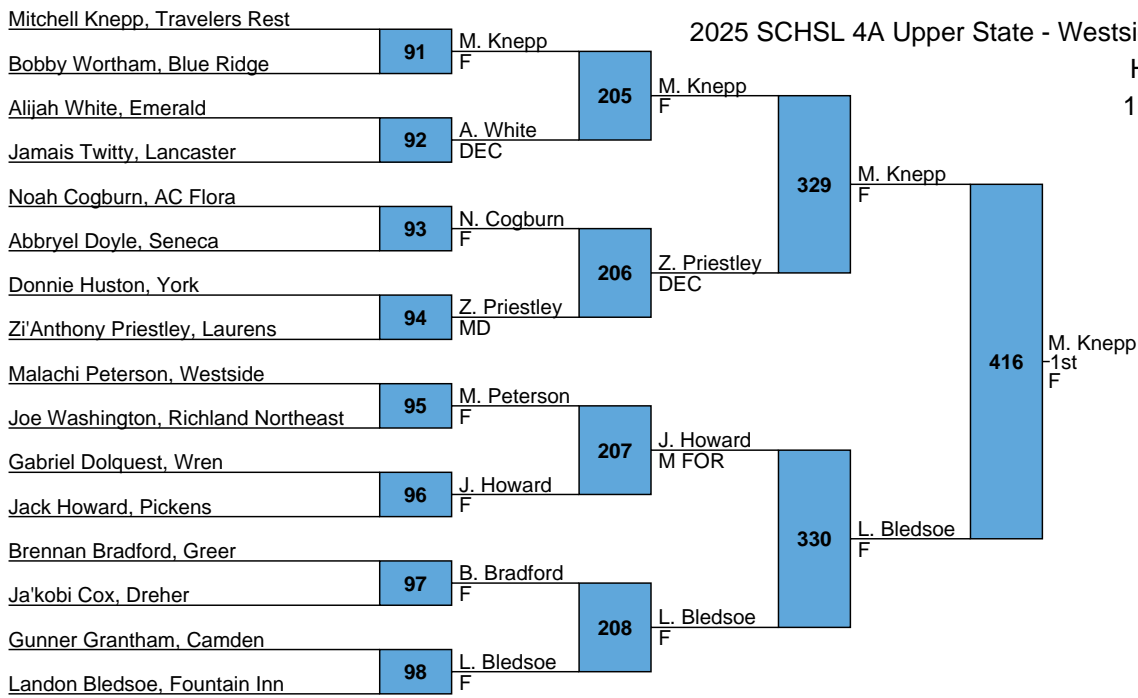 Mitchell Knepp, Travelers Rest
2025 SCHSL 4A Upper State - Westsi
91
M. Knepp
F
Bobby Wortham, Blue Ridge
H
205
M. Knepp
F
Alijah White, Emerald
1
92
A. White
DEC
Jamais Twitty, Lancaster
329
M. Knepp
F
Noah Cogburn, AC Flora
93
N. Cogburn
F
Abbryel Doyle, Seneca
206
Z. Priestley
DEC
Donnie Huston, York
94
Z. Priestley
MD
Zi'Anthony Priestley, Laurens
416
M. Knepp
1st
F
Malachi Peterson, Westside
95
M. Peterson
F
Joe Washington, Richland Northeast
207
J. Howard
M FOR
Gabriel Dolquest, Wren
96
J. Howard
F
Jack Howard, Pickens
330
L. Bledsoe
F
Brennan Bradford, Greer
97
B. Bradford
F
Ja'kobi Cox, Dreher
208
L. Bledsoe
F
Gunner Grantham, Camden
98
L. Bledsoe
F
Landon Bledsoe, Fountain Inn